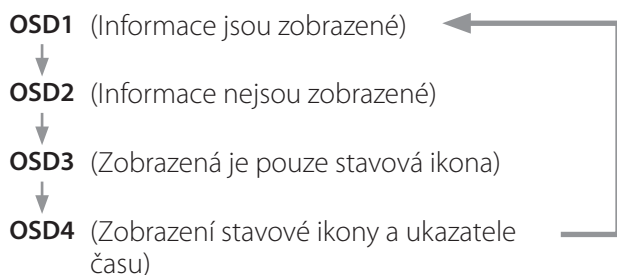 OSD1 (Informace jsou zobrazené)
OSD2 (Informace nejsou zobrazené)
OSD3 (Zobrazená je pouze stavová ikona)
OSD4 (Zobrazení stavové ikony a ukazatele
času)